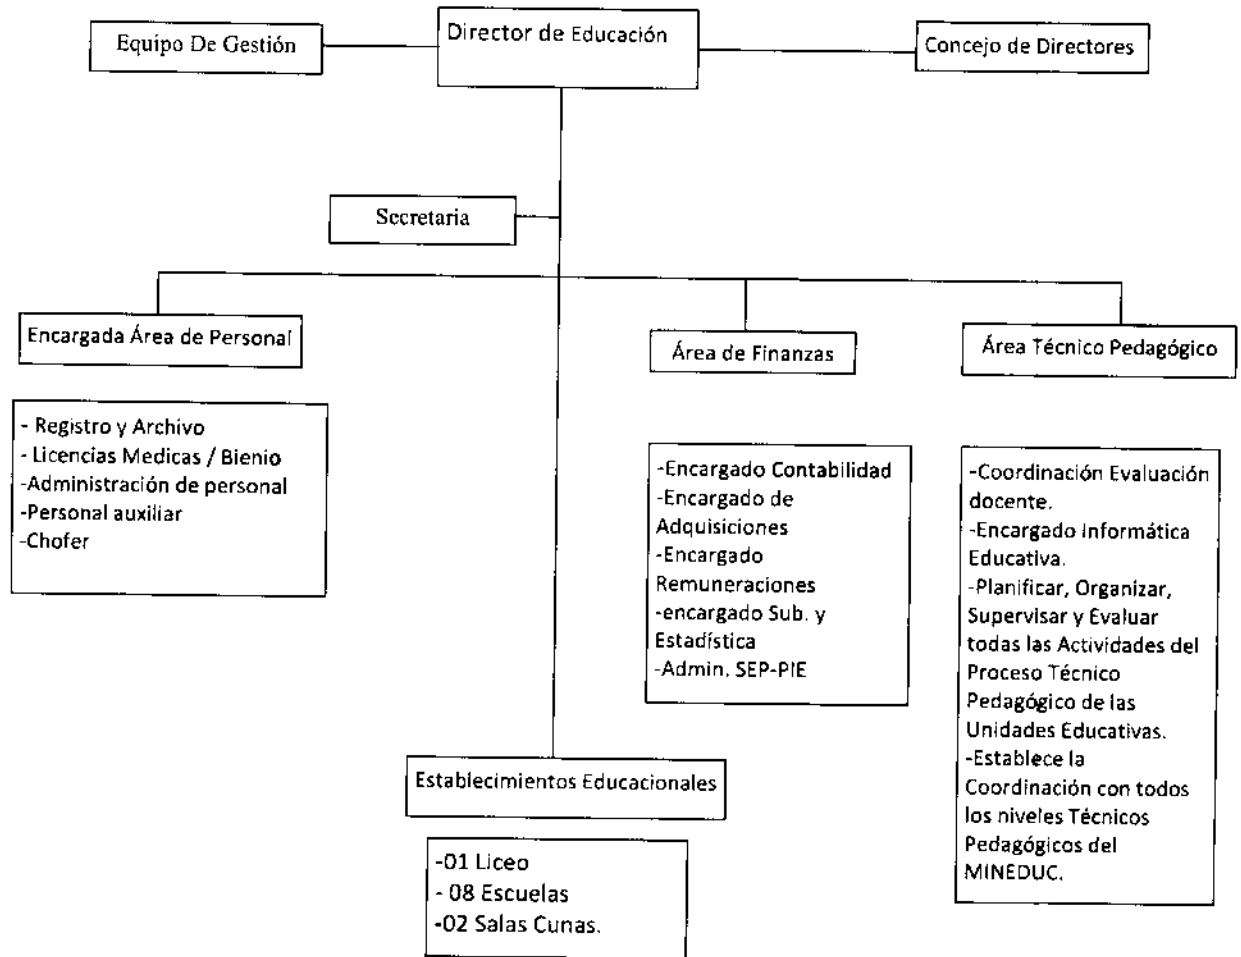 Equipo De Gestión
Director de Educación
Concejo de Directores
Secretaria
Encargada Área de Personal
Área de Finanzas
Área Técnico Pedagógico
- Registro y Archivo
- Licencias Medicas / Bienio
-Administración de personal
-Personal auxiliar
-Chofer
-Encargado Contabilidad
-Encargado de
Adquisiciones
-Encargado
Remuneraciones
-encargado Sub. y
Estadística
-Admin. SEP-PIE
-Coordinación Evaluación
docente.
-Encargado Informática
Educativa.
-Planificar, Organizar,
Supervisar y Evaluar
todas las Actividades del
Proceso Técnico
Pedagógico de las
Unidades Educativas.
-Establece la
Coordinación con todos
los niveles Técnicos
Pedagógicos del
MINEDUC.
Establecimientos Educacionales
-01 Liceo
- 08 Escuelas
-02 Salas Cunas.